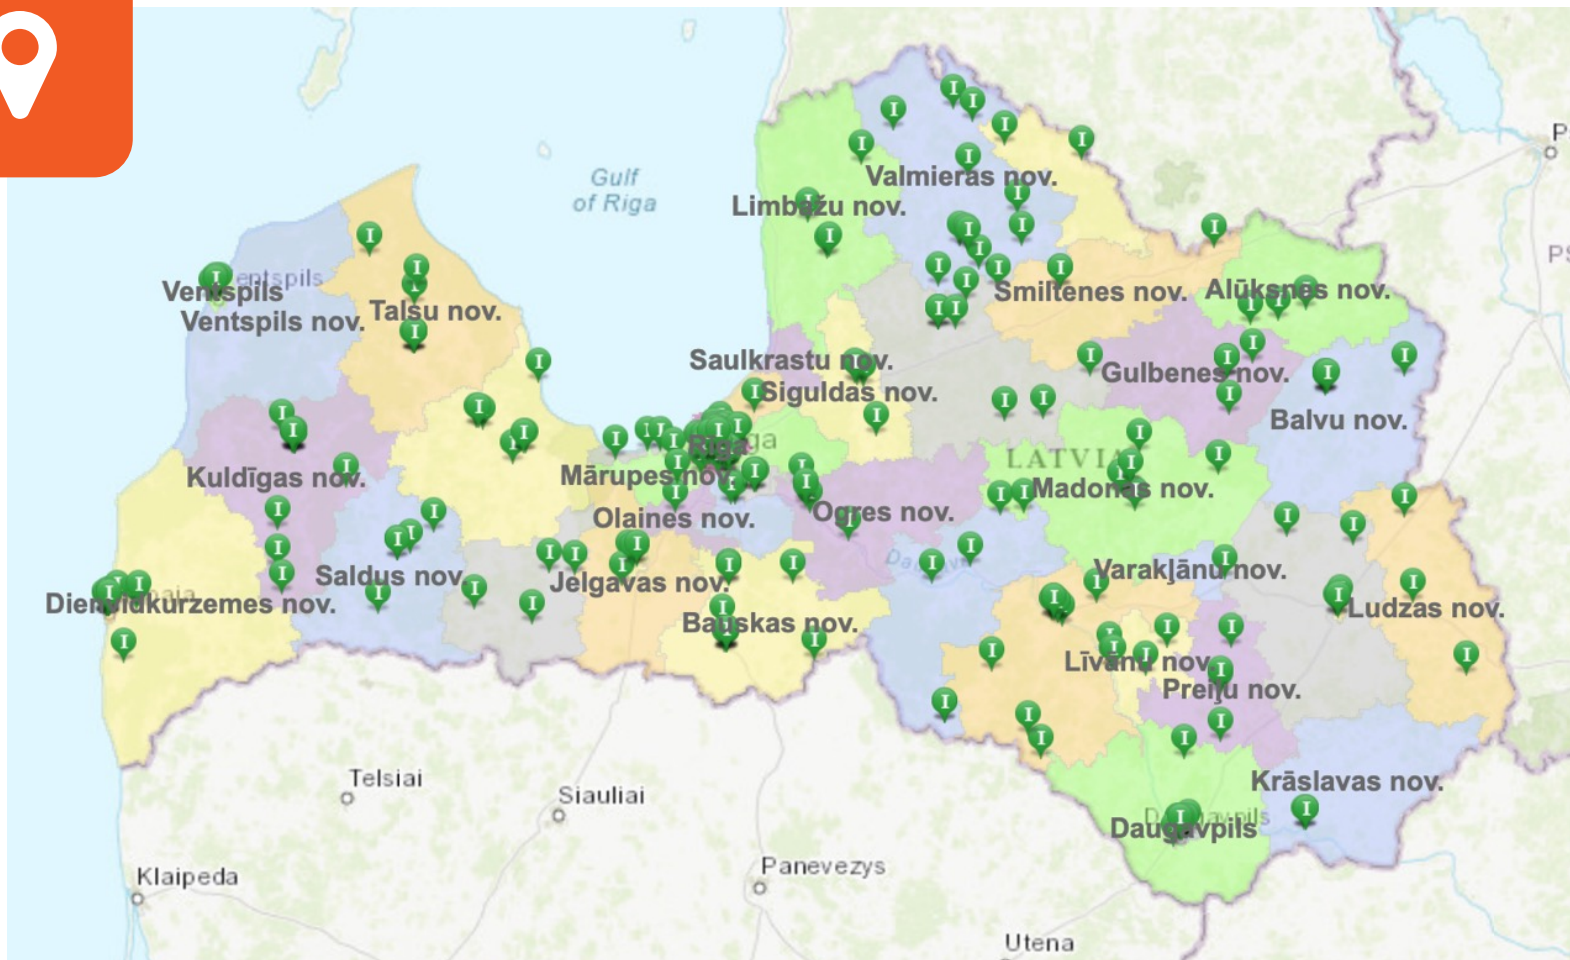 Gulf
of Riga
Valmieras nov.
Limbažu nov.
Ventspils
Ventspils nov.
Talsu nov.
Smiltenes nov.
Alūksnes nov.
Saulkrastu nov.
Siguldas nov.
Gulbenes nov.
Balvu nov.
Rīga
LATVIA
Kuldīgas nov.
Mārupes nov.
Madonas nov.
Olaines nov.
Ogres nov.
Saldus nov.
Jelgavas nov.
Varakļānu nov.
Dienvidkurzemes nov.
Bauskas nov.
Ludzas nov.
Līvānu nov.
Preiļu nov.
Telsiai
Siauliai
Krāslavas nov.
Daugavpils
Daugavpils
Klaipeda
Panevezys
Utena